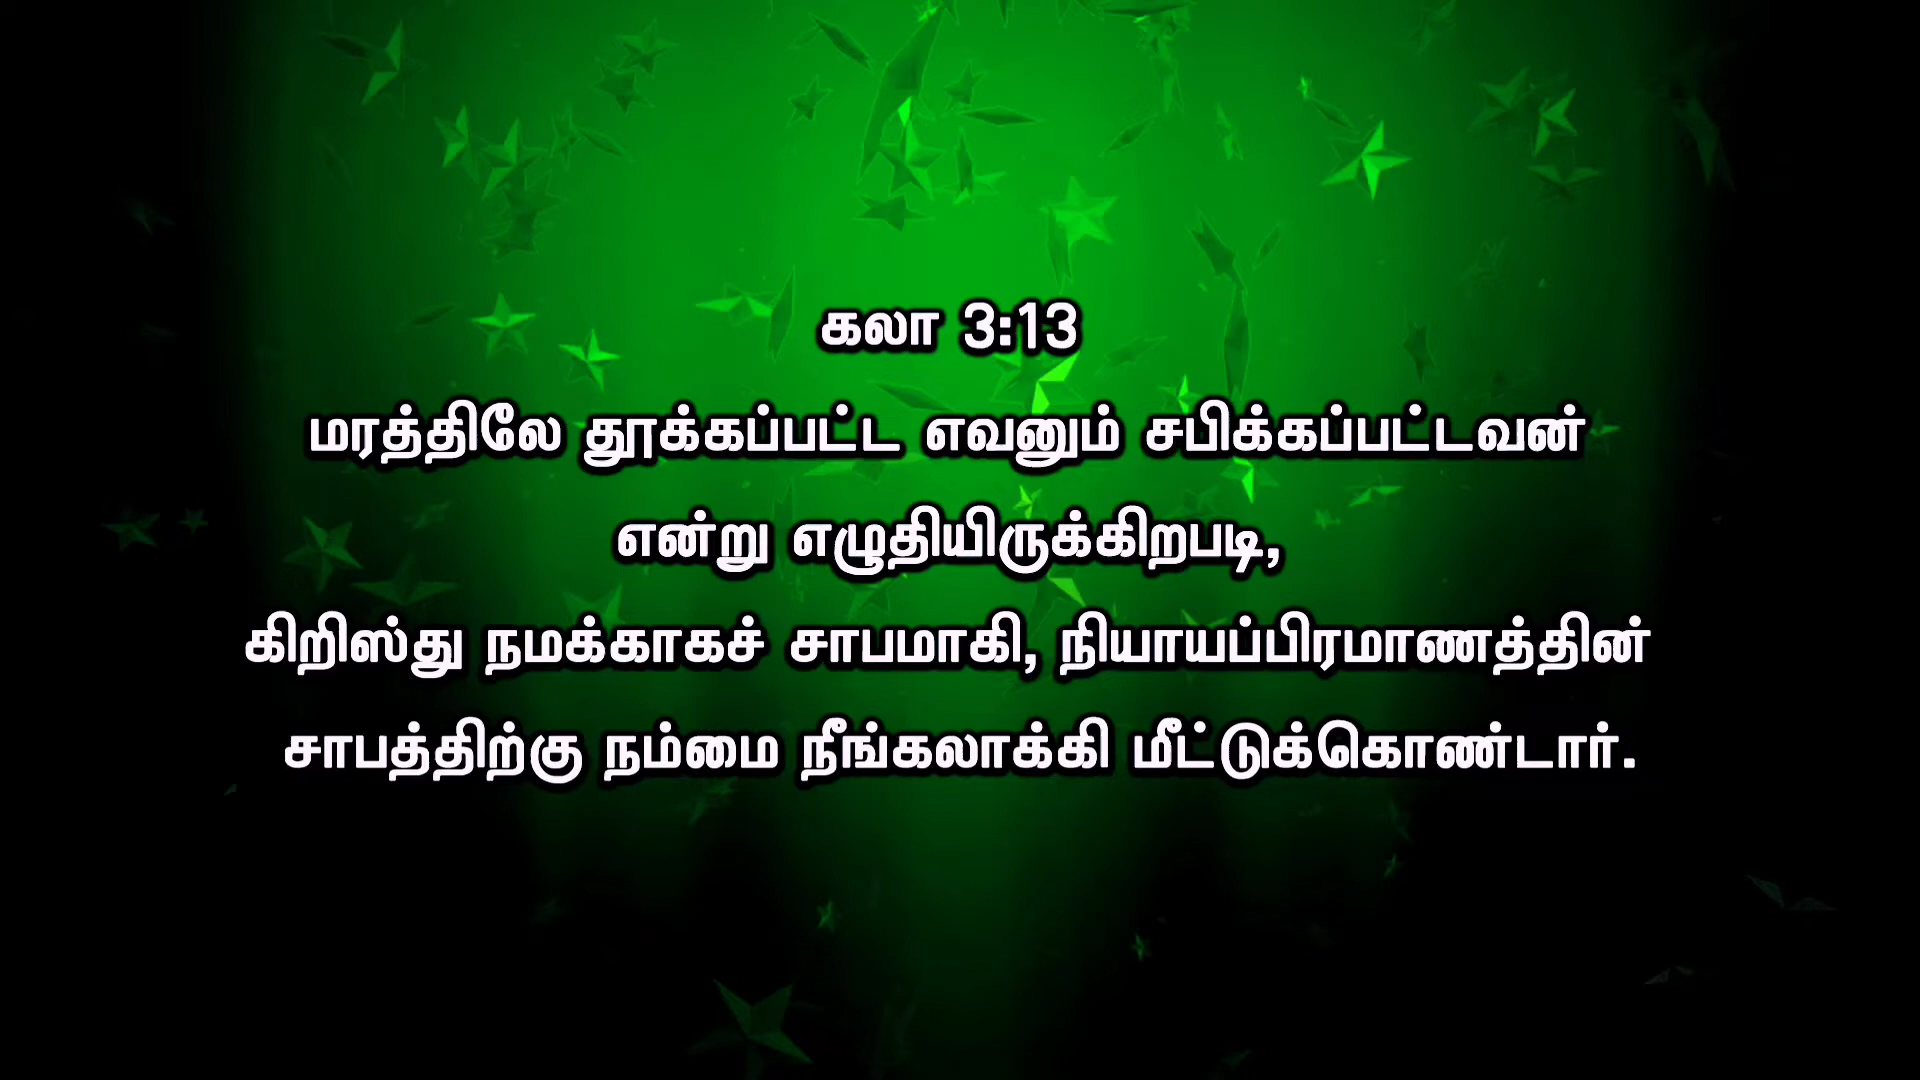 கலா 3:13
மரத்திலே தூக்கப்பட்ட எவனும் சபிக்கப்பட்டவன்
என்று எழுதியிருக்கிறபடி,
கிறிஸ்து நமக்காகச் சாபமாகி, நியாயப்பிரமாணத்தின்
சாபத்திற்கு நம்மை நீங்கலாக்கி மீட்டுக்கொண்டார்.